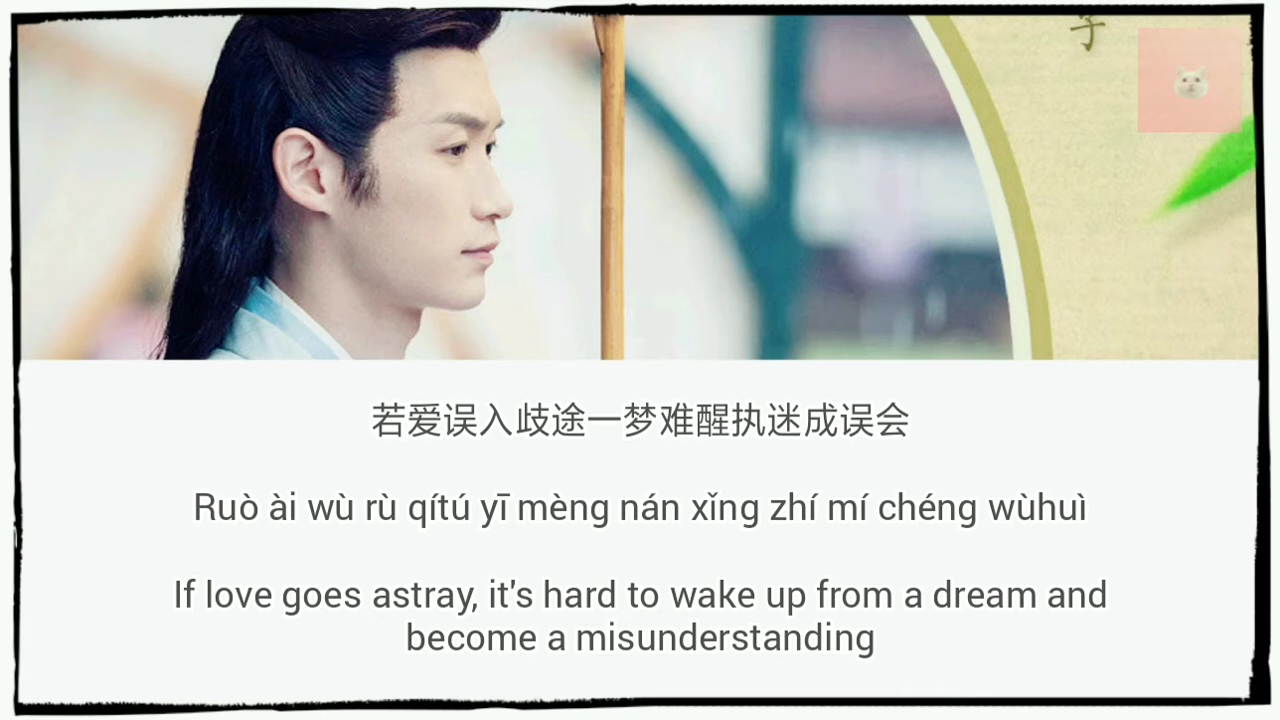 子
若爱误入歧途一梦难醒执迷成误会
Ruò ài wù rù qítú yī mèng nán xǐng zhí mí chéng wùhuì
If love goes astray, it's hard to wake up from a dream and
become a misunderstanding